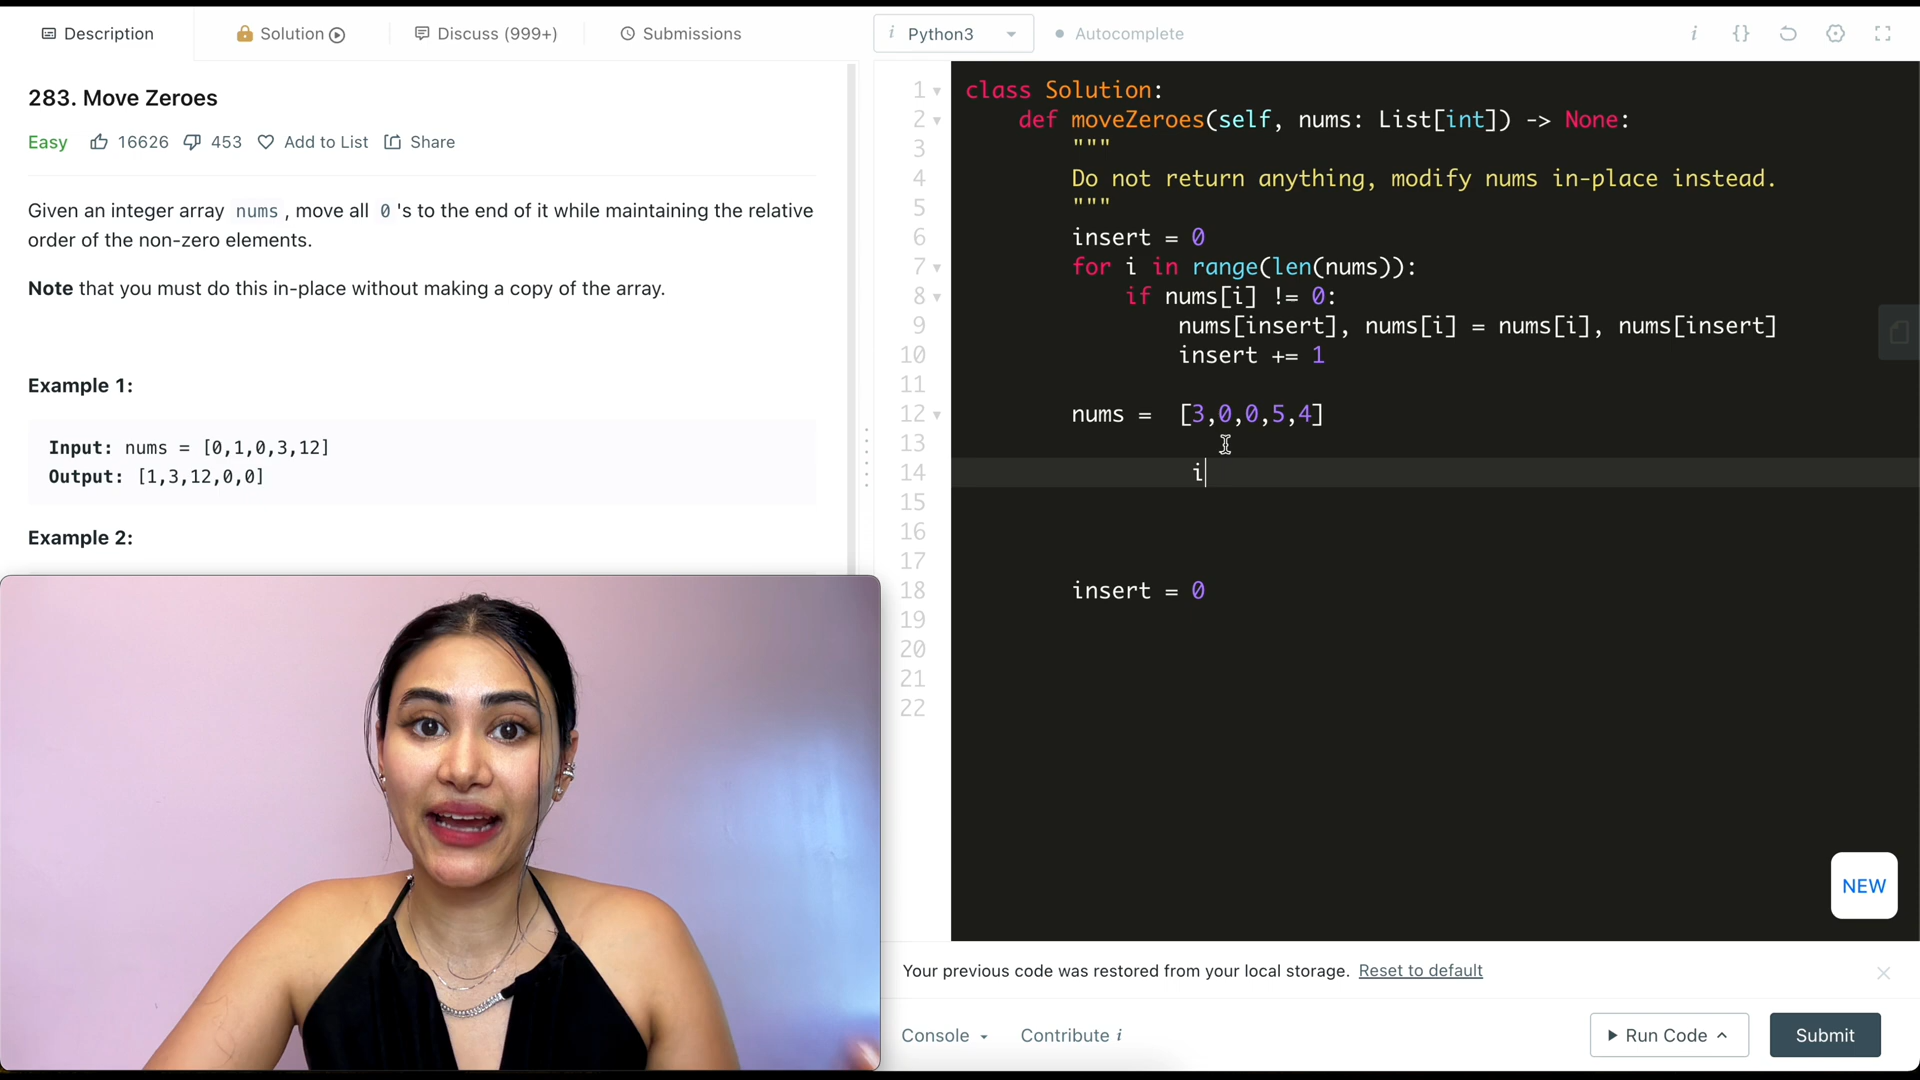 Description
Solution
Discuss (999+)
Submissions
i Python3
Autocomplete
i {}
283. Move Zeroes
Easy 16626 453 Add to List Share
Given an integer array nums , move all 0 's to the end of it while maintaining the relative
order of the non-zero elements.
Note that you must do this in-place without making a copy of the array.
Example 1:
Input: nums = [0,1,0,3,12]
Output: [1,3,12,0,0]
Example 2:
1 class Solution:
2     def moveZeroes(self, nums: List[int]) -> None:
3         """
4         Do not return anything, modify nums in-place instead.
5         """
6         insert = 0
7         for i in range(len(nums)):
8             if nums[i] != 0:
9                 nums[insert], nums[i] = nums[i], nums[insert]
10                 insert += 1
11
12         nums =  [3,0,0,5,4]
13
14                  i
15
16
17
18         insert = 0
19
20
21
22
NEW
Your previous code was restored from your local storage. Reset to default
Console
Contribute i
Run Code
Submit